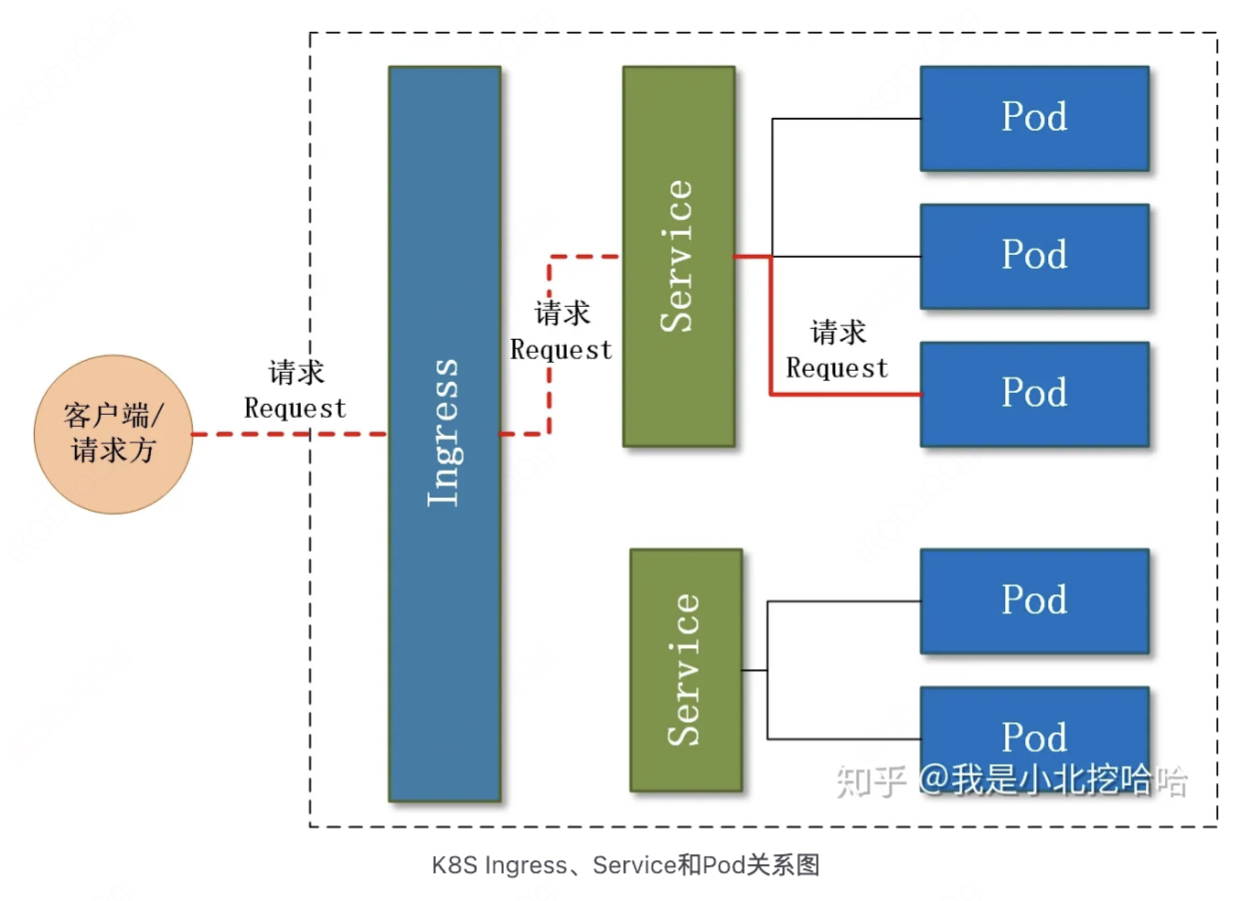 Pod
Service
Pod
请求
Request
请求
Request
Pod
请求
Request
Ingress
客户端/
请求方
Service
Pod
Pod
知乎 @我是小北挖哈哈
K8S Ingress、Service和Pod关系图